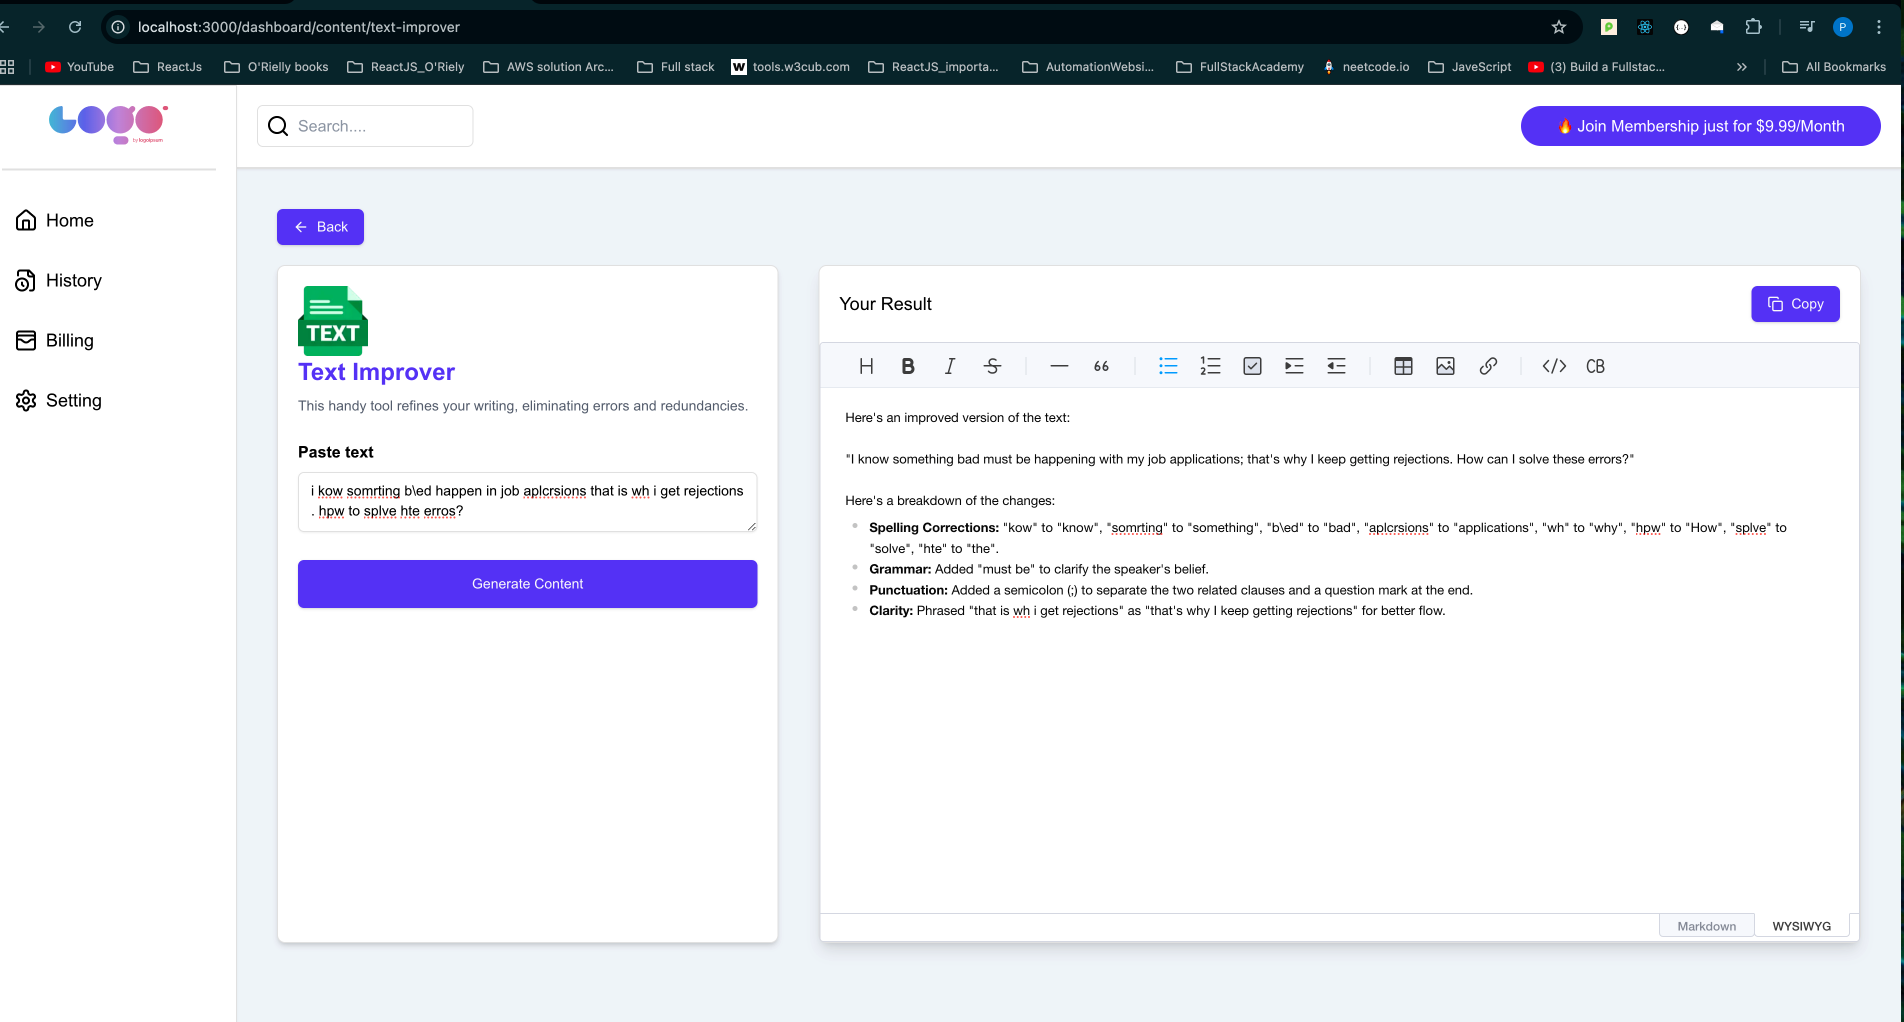 localhost:3000/dashboard/content/text-improver
P
YouTube ReactJs O'Rielly books ReactJS_O'Riely AWS solution Arc... Full stack W tools.w3cub.com ReactJS_importa... AutomationWebsi... FullStackAcademy neetcode.io JaveScript (3) Build a Fullstac... » All Bookmarks
Logo
by logoipsum
Search....
🔥 Join Membership just for $9.99/Month
Home
History
Billing
Setting
Back
TEXT
Text Improver
This handy tool refines your writing, eliminating errors and redundancies.
Paste text
i kow somrting b\ed happen in job aplcrsions that is wh i get rejections
. hpw to splve hte erros?
Generate Content
Your Result
Copy
H B I S — 66 </> CB
Here's an improved version of the text:
"I know something bad must be happening with my job applications; that's why I keep getting rejections. How can I solve these errors?"
Here's a breakdown of the changes:
Spelling Corrections: "kow" to "know", "somrting" to "something", "b\ed" to "bad", "aplcrsions" to "applications", "wh" to "why", "hpw" to "How", "splve" to
"solve", "hte" to "the".
Grammar: Added "must be" to clarify the speaker's belief.
Punctuation: Added a semicolon (;) to separate the two related clauses and a question mark at the end.
Clarity: Phrased "that is wh i get rejections" as "that's why I keep getting rejections" for better flow.
Markdown WYSIWYG